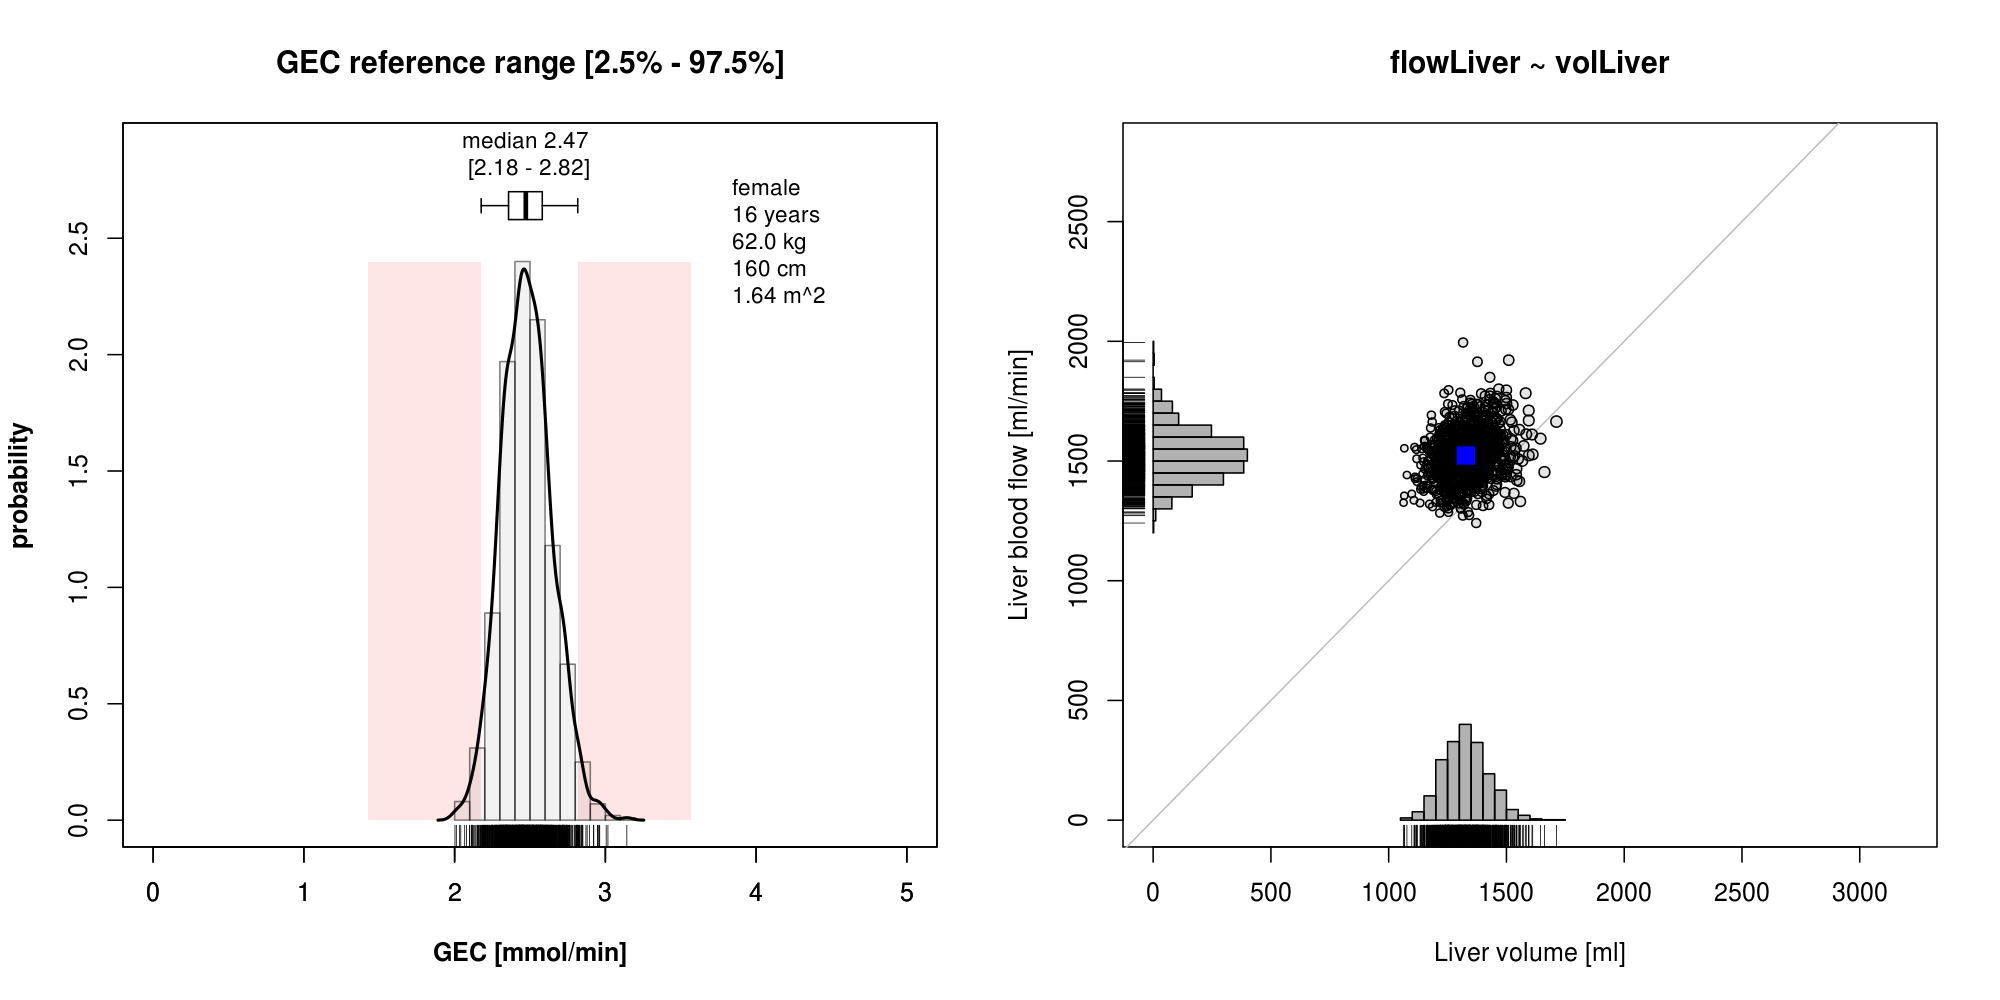 GEC reference range [2.5% - 97.5%]
median 2.47
[2.18 - 2.82]
female
16 years
62.0 kg
160 cm
1.64 m^2
probability
0.0
0.5
1.0
1.5
2.0
2.5
0
1
2
3
4
5
GEC [mmol/min]
flowLiver ~ volLiver
Liver blood flow [ml/min]
0
500
1000
1500
2000
2500
0
500
1000
1500
2000
2500
3000
Liver volume [ml]